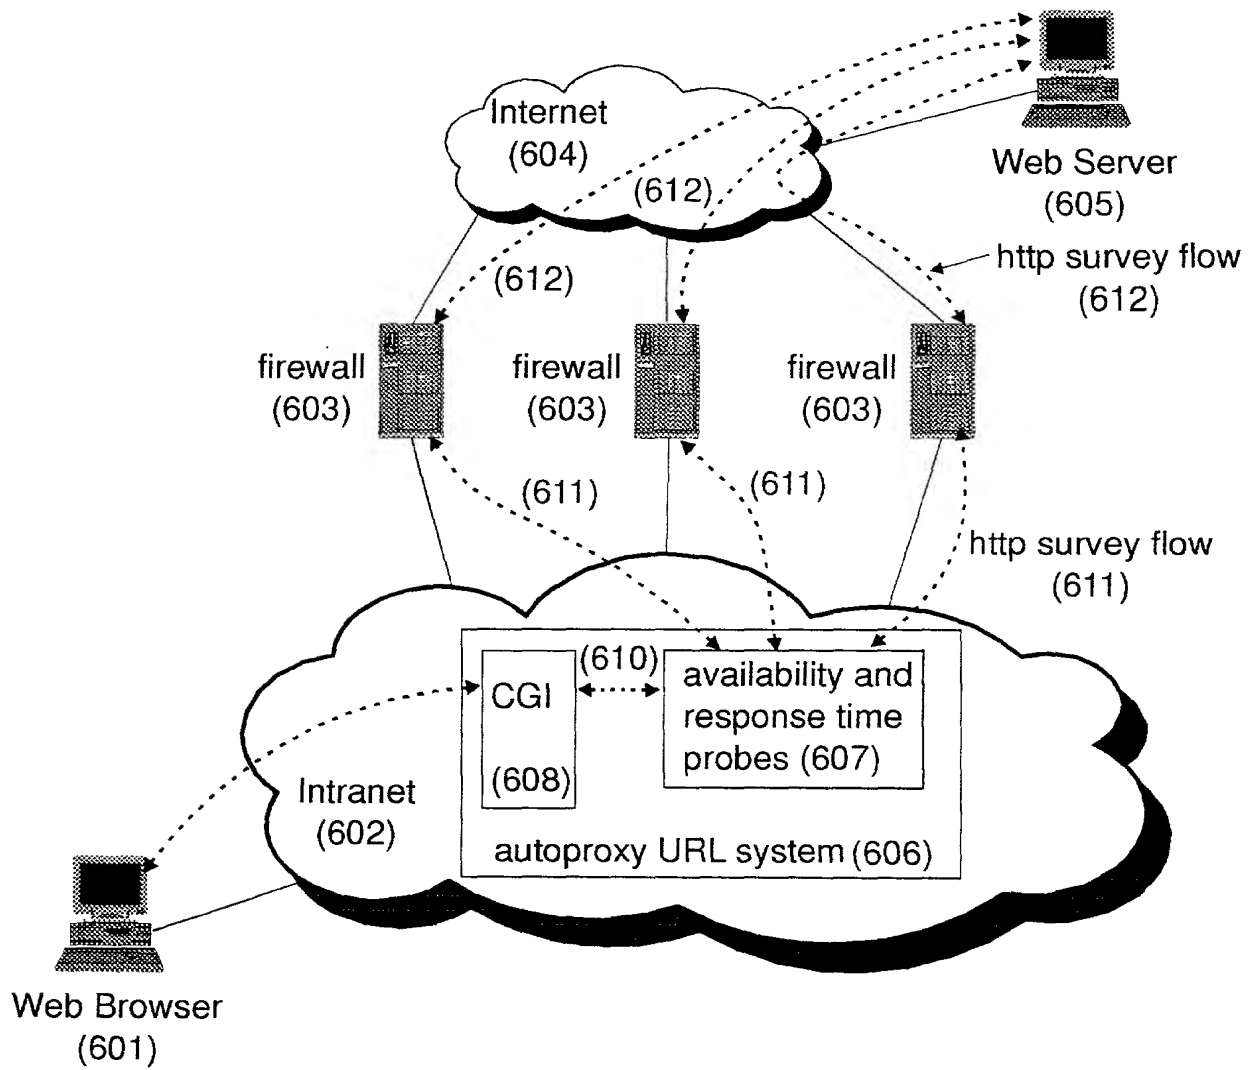 Internet
(604)
(612)
Web Server
(605)
http survey flow
(612)
(612)
firewall
(603)
firewall
(603)
firewall
(603)
(611)
(611)
http survey flow
(611)
(610)
CGI
(608)
availability and
response time
probes (607)
Intranet
(602)
autoproxy URL system (606)
Web Browser
(601)